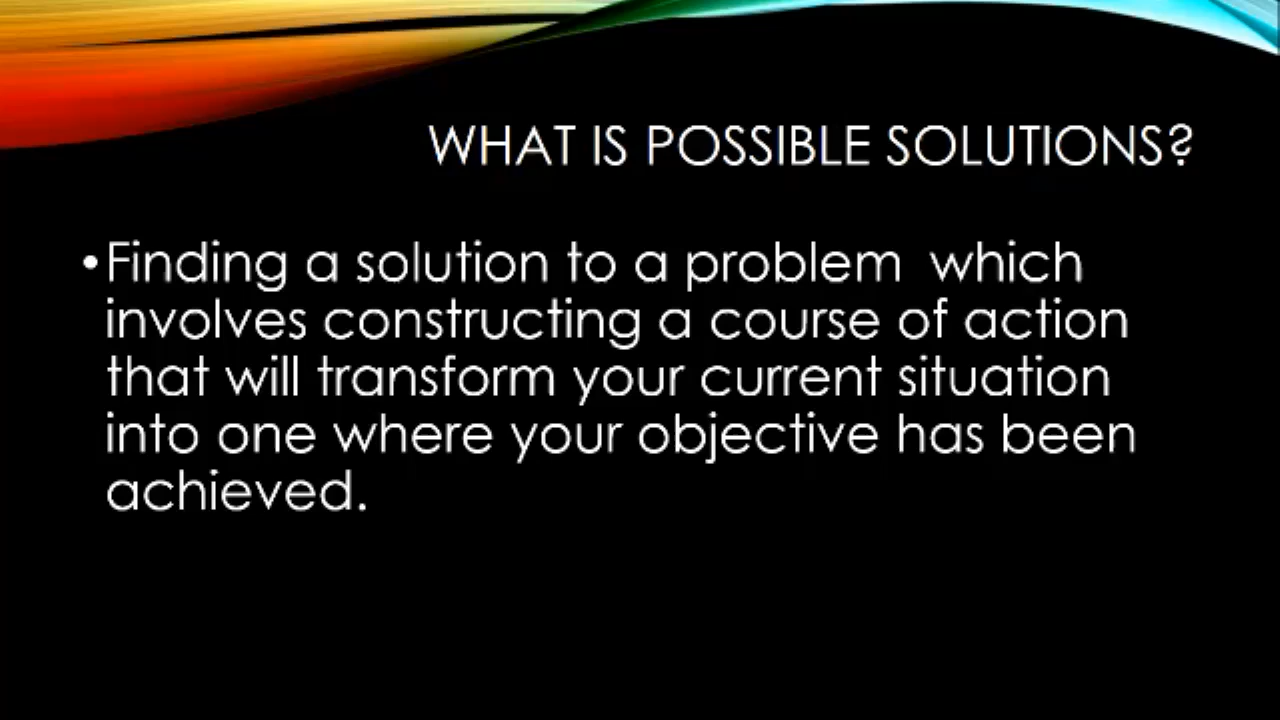 WHAT IS POSSIBLE SOLUTIONS?
•Finding a solution to a problem  which
involves constructing a course of action
that will transform your current situation
into one where your objective has been
achieved.